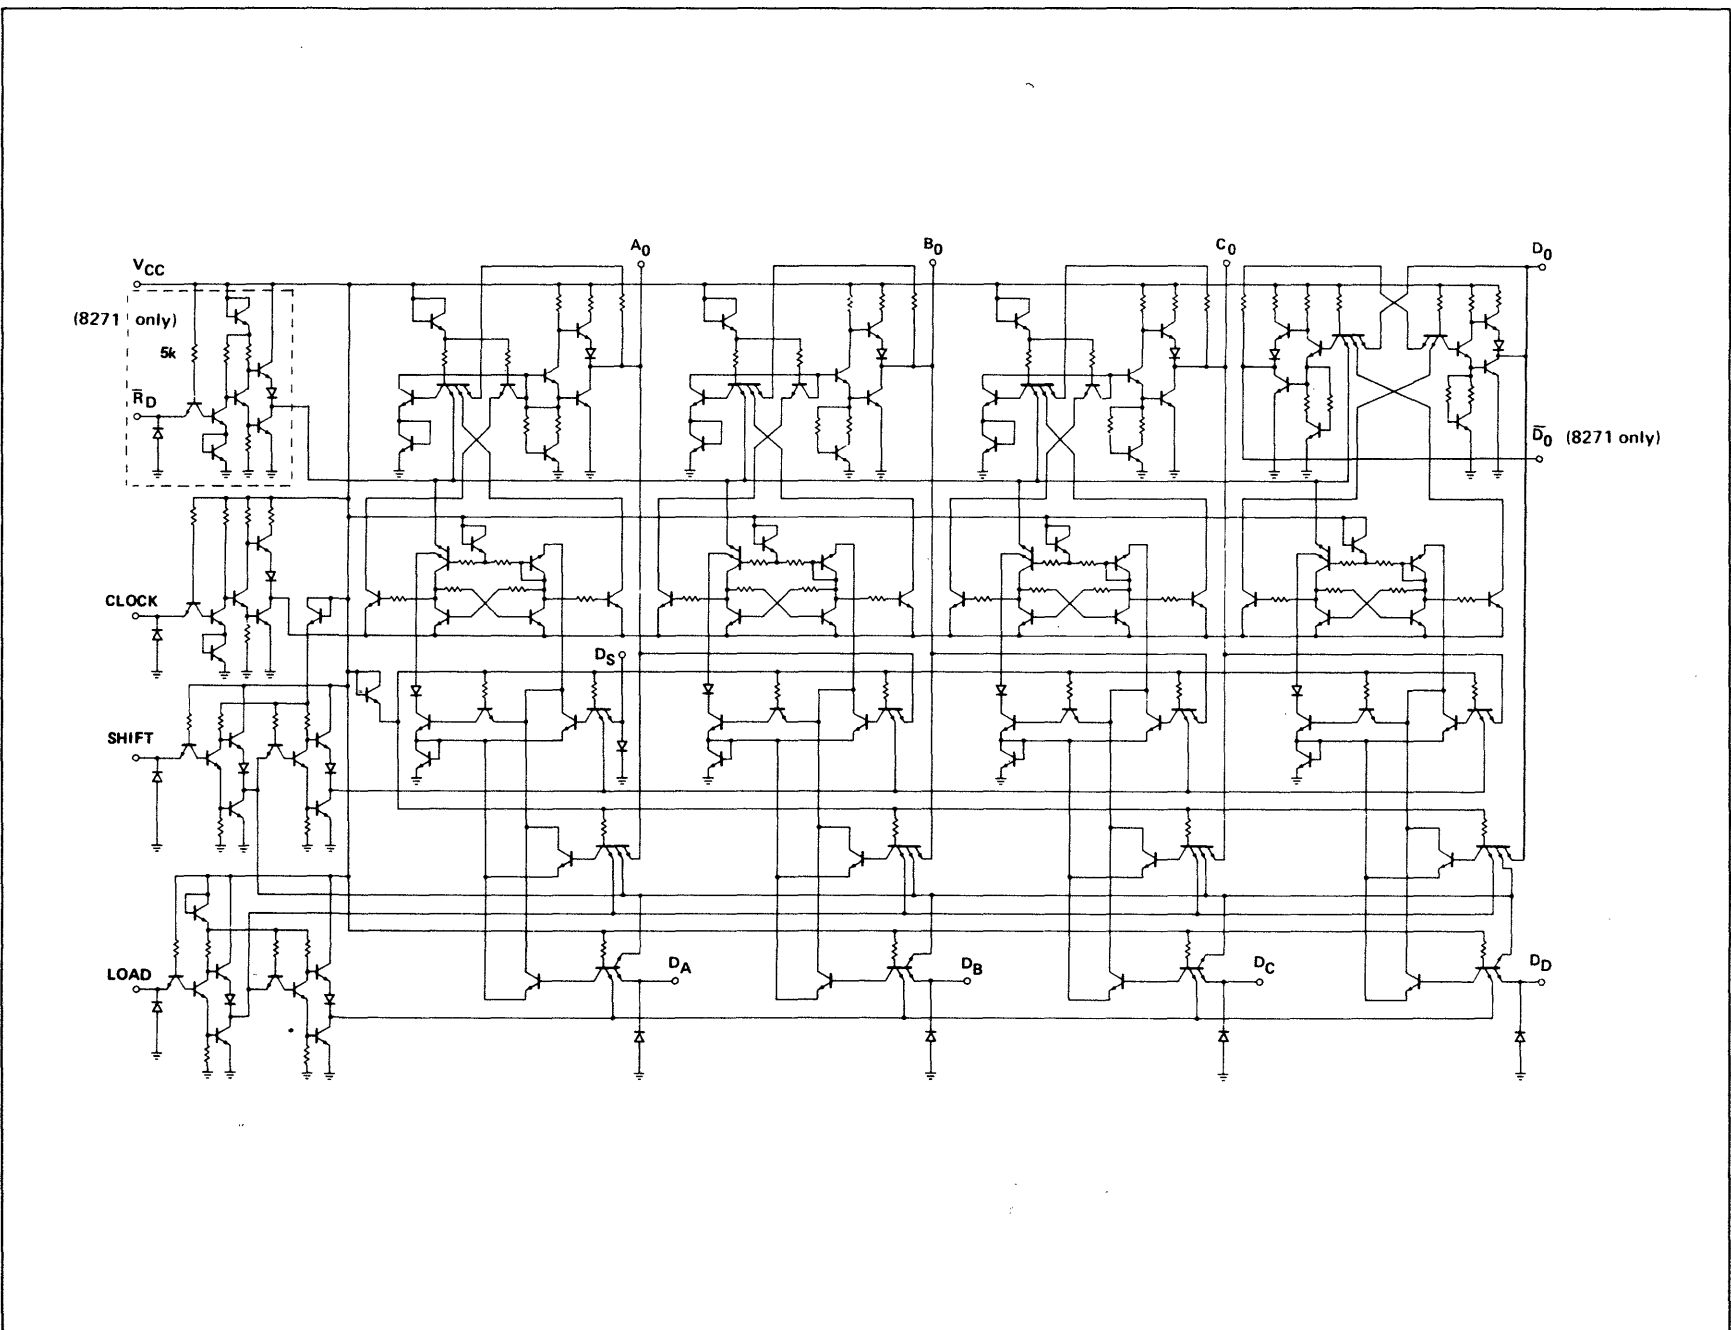 A0
B0
C0
D0
VCC
(8271 only)
5k
R̅D
D̅0 (8271 only)
CLOCK
DS
SHIFT
LOAD
DA
DB
DC
DD